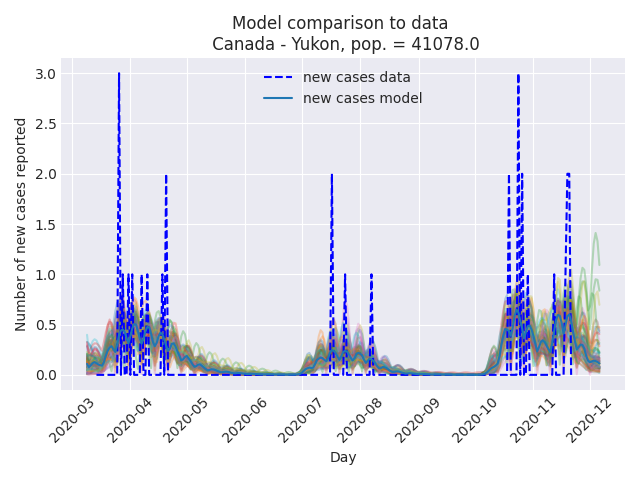 Model comparison to data
Canada - Yukon, pop. = 41078.0
new cases data
new cases model
Number of new cases reported
3.0
2.5
2.0
1.5
1.0
0.5
0.0
2020-03
2020-04
2020-05
2020-06
2020-07
2020-08
2020-09
2020-10
2020-11
2020-12
Day